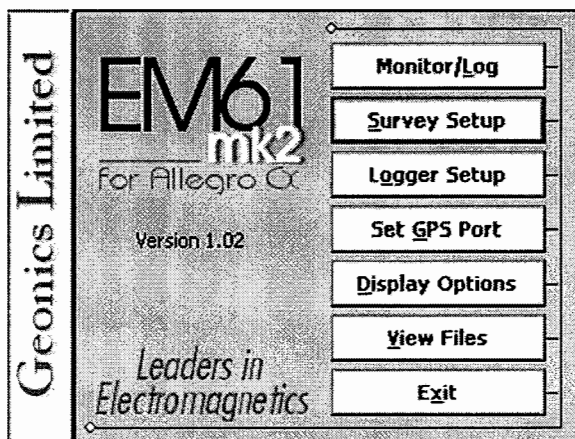 Geonics Limited
EM61
mk2
for Allegro CX
Version 1.02
Leaders in
Electromagnetics
Monitor/Log
Survey Setup
Logger Setup
Set GPS Port
Display Options
View Files
Exit